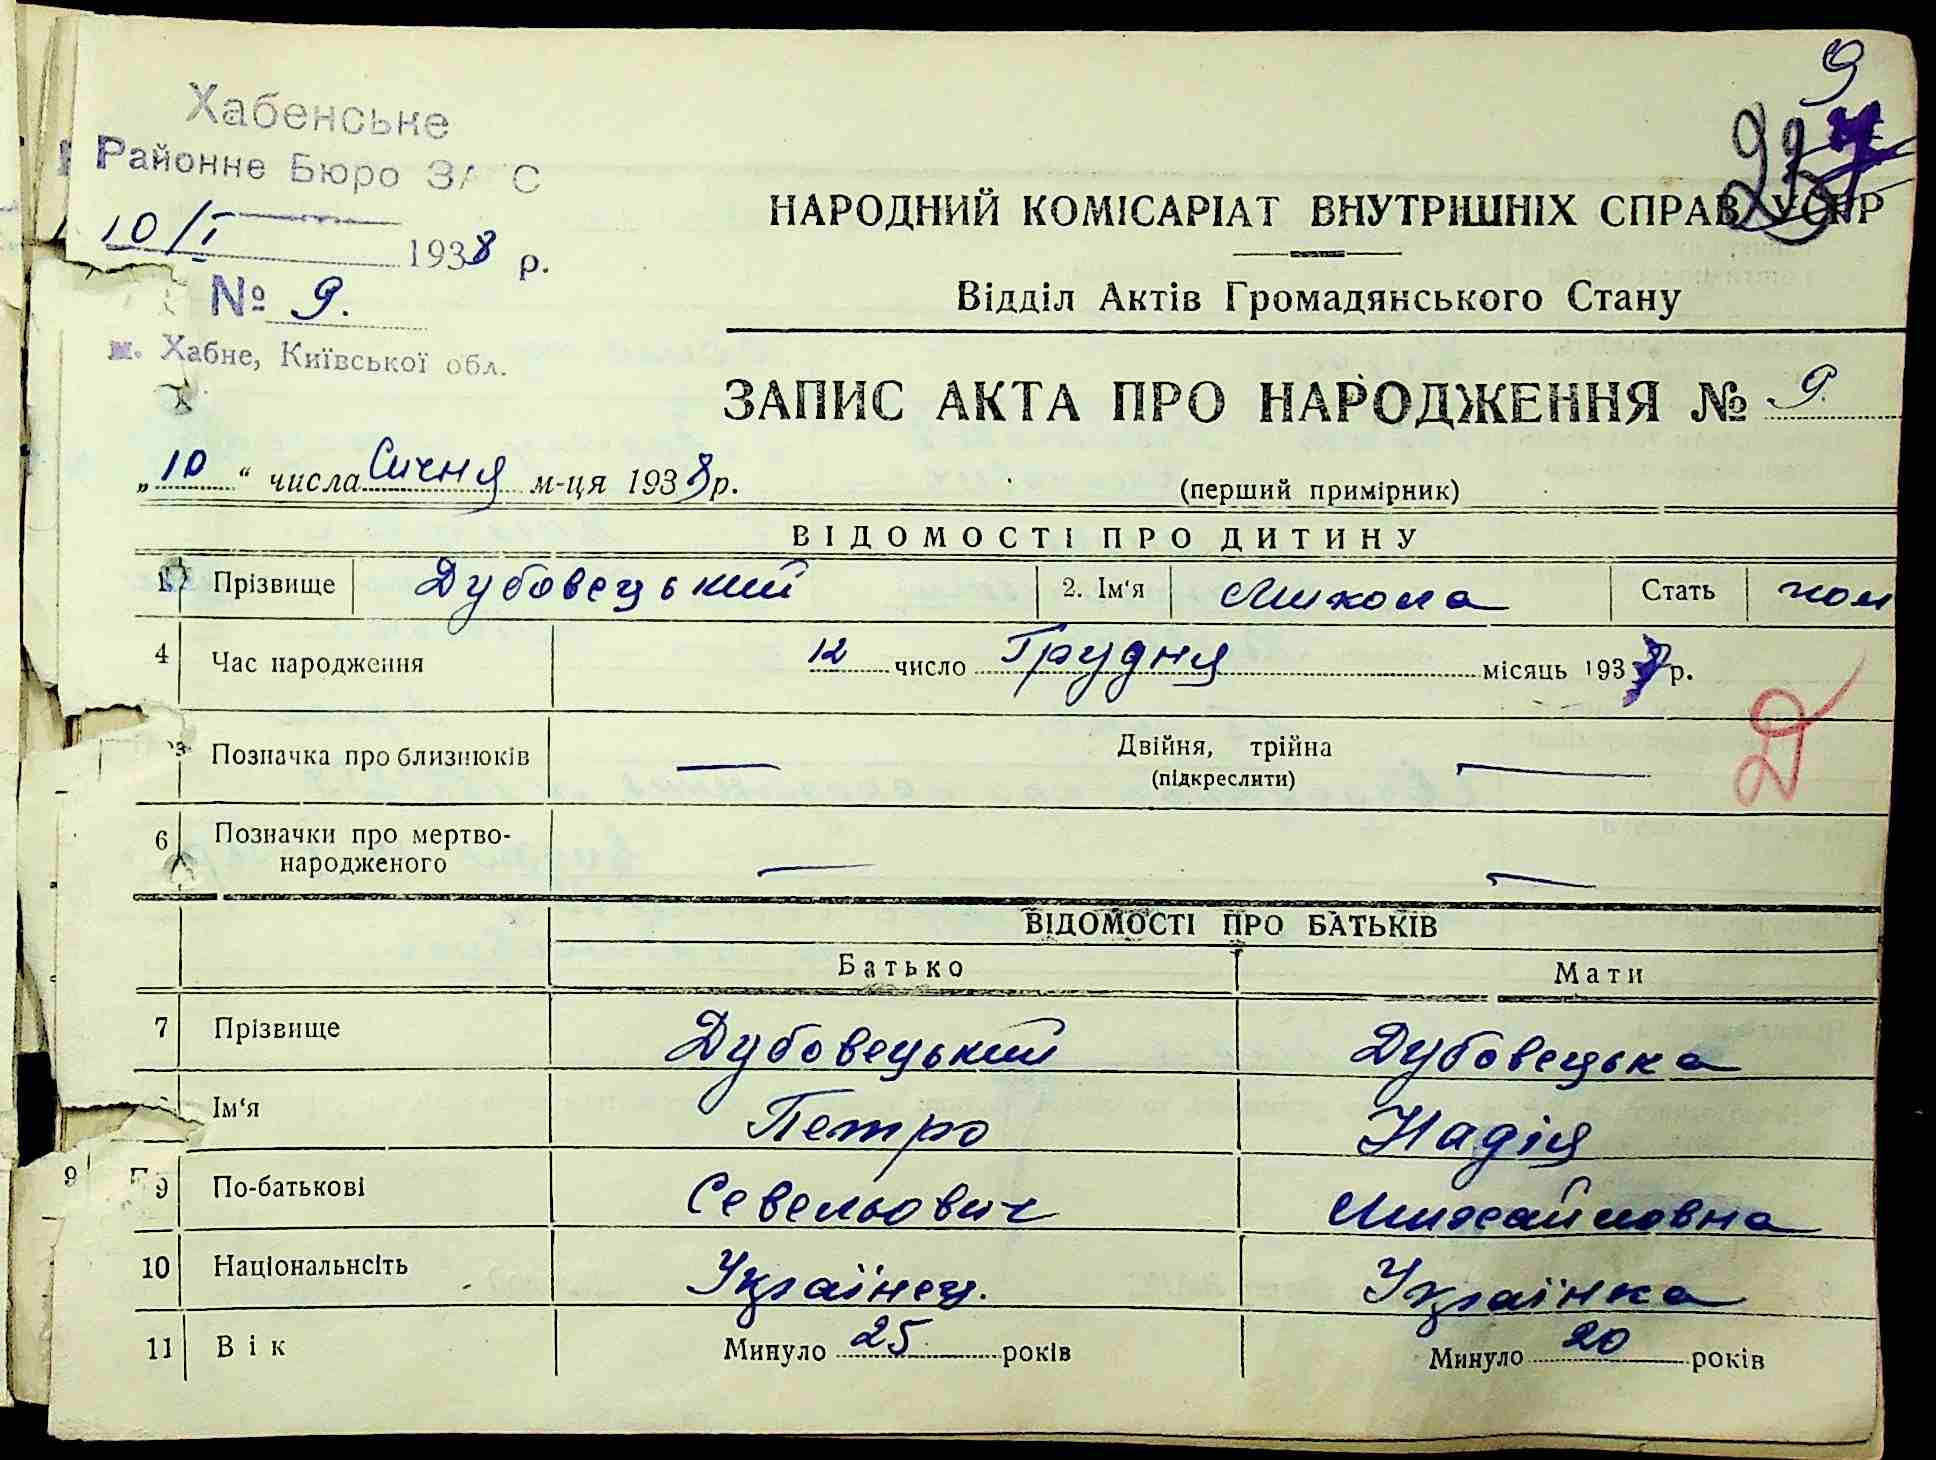 9
Хабенське
Районне Бюро ЗАГС
10/I 1938 р.
№ 9.
м. Хабне, Київської обл.
НАРОДНИЙ КОМІСАРІАТ ВНУТРІШНІХ СПРАВ УСРР
Відділ Актів Громадянського Стану
ЗАПИС АКТА ПРО НАРОДЖЕННЯ № 9.
„10“ числа Січня м-ця 1938 р.
(перший примірник)
ВІДОМОСТІ ПРО ДИТИНУ
1 Прізвище Дубовецький 2. Ім‘я Микола Стать чол
4 Час народження 12 число Грудня місяць 1937 р.
Позначка про близнюків — Двійня, трійна —
(підкреслити)
6 Позначки про мертво-
народженого — —
ВІДОМОСТІ ПРО БАТЬКІВ
Батько Мати
7 Прізвище Дубовецький Дубовецька
Ім‘я Петро Надія
9 9 По-батькові Севельович Михайловна
10 Національнсіть Українец. Українка
11 Вік Минуло 25 років Минуло 20 років